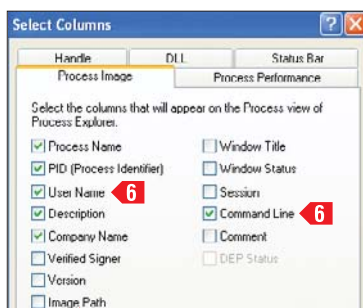 Select Columns
Handle DLL Status Bar
Process Image Process Performance
Select the columns that will appear on the Process view of
Process Explorer.
Process Name Window Title
PID (Process Identifier) Window Status
User Name 6 Session
Description Command Line 6
Company Name Comment
Verified Signer DEP Status
Version
Image Path